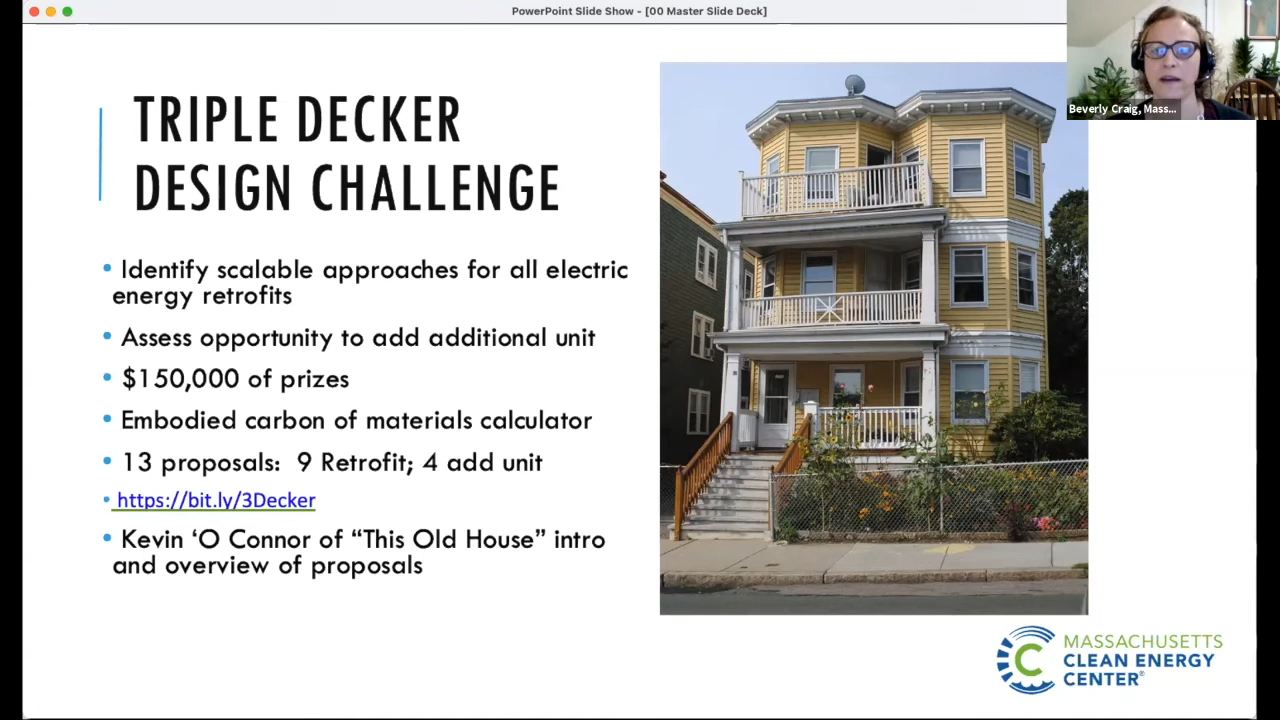 PowerPoint Slide Show - [00 Master Slide Deck]
Beverly Craig, Mass...
TRIPLE DECKER
DESIGN CHALLENGE
• Identify scalable approaches for all electric
energy retrofits
• Assess opportunity to add additional unit
• $150,000 of prizes
• Embodied carbon of materials calculator
• 13 proposals: 9 Retrofit; 4 add unit
• https://bit.ly/3Decker
• Kevin ‘O Connor of “This Old House” intro
and overview of proposals
MASSACHUSETTS
CLEAN ENERGY
CENTER®